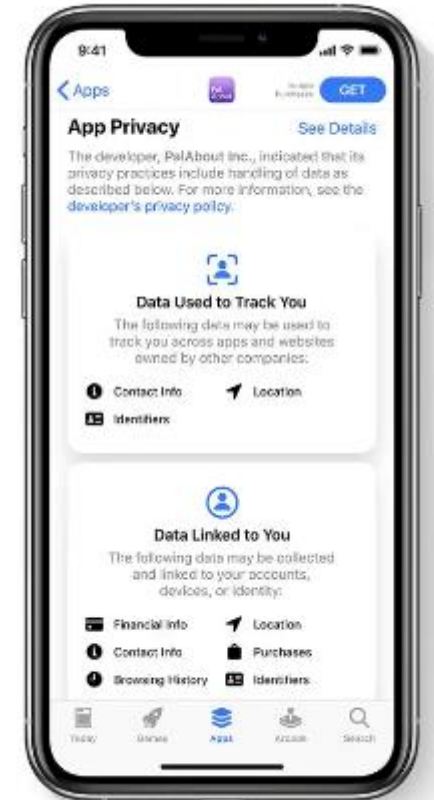 9:41
Apps
GET
App Privacy
See Details
The developer, PalAbout Inc., indicated that its
privacy practices include handling of data as
described below. For more information, see the
developer's privacy policy.
Data Used to Track You
The following data may be used to
track you across apps and websites
owned by other companies:
Contact Info
Location
Identifiers
Data Linked to You
The following data may be collected
and linked to your accounts,
devices, or identity:
Financial Info
Location
Contact Info
Purchases
Browsing History
Identifiers
Today
Games
Apps
Arcade
Search